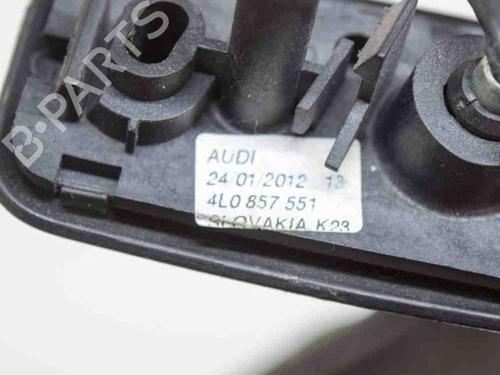 B-PARTS
AUDI
24/01/2012 13
4L0 857 551
SLOVAKIA K23